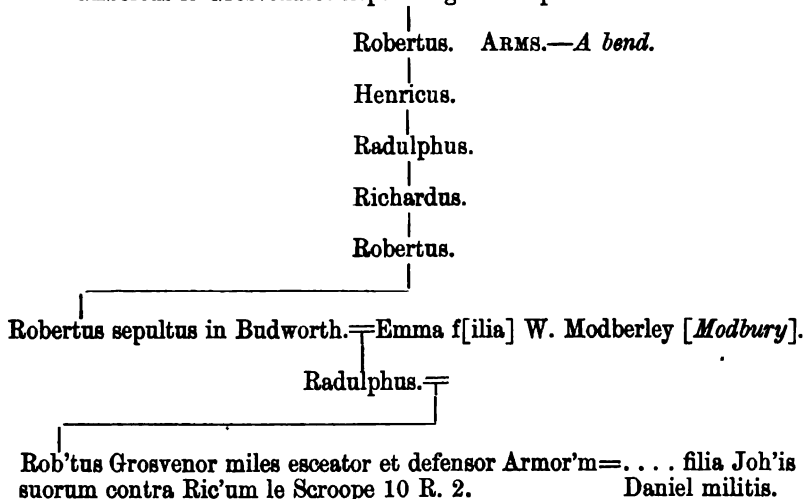 Robertus. ARMS.—A bend.
Henricus.
Radulphus.
Richardus.
Robertus.
Robertus sepultus in Budworth.=Emma f[ilia] W. Modberley [Modbury].
Radulphus.=
Rob'tus Grosvenor miles esceator et defensor Armor'm=.... filia Joh'is
suorum contra Ric'um le Scroope 10 R. 2. Daniel militis.